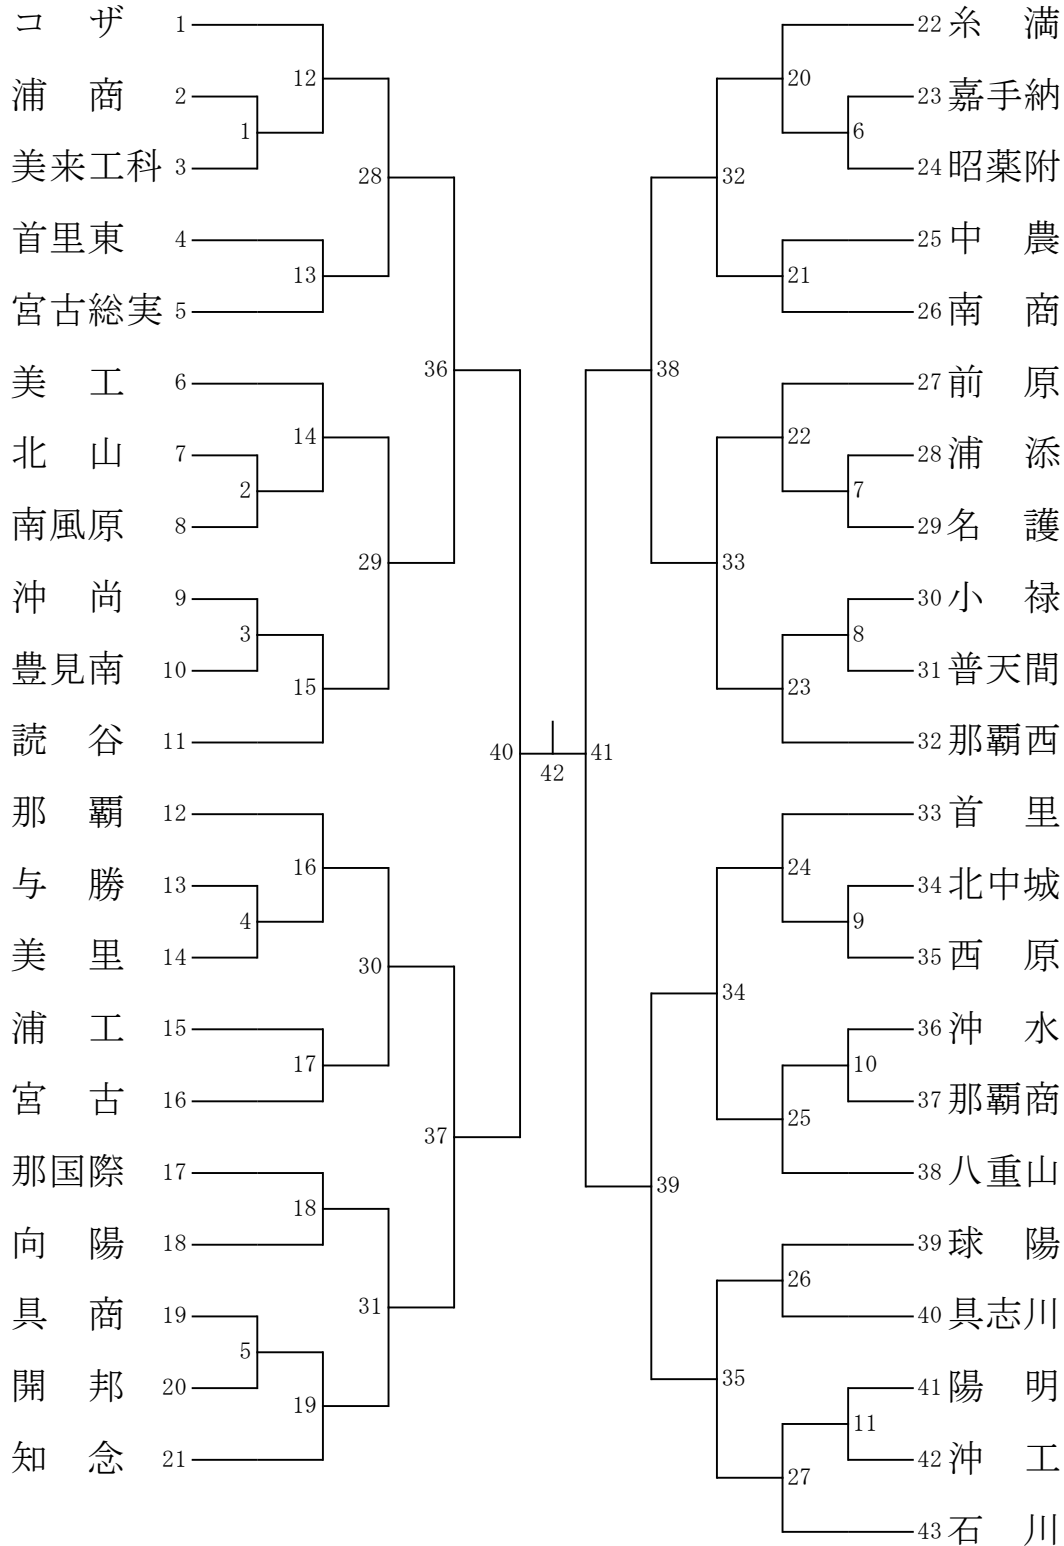 コザ 1
浦商 2
美来工科 3
首里東 4
宮古総実 5
美工 6
北山 7
南風原 8
沖尚 9
豊見南 10
読谷 11
那覇 12
与勝 13
美里 14
浦工 15
宮古 16
那国際 17
向陽 18
具商 19
開邦 20
知念 21
1
2
3
4
5
12
13
14
15
16
17
18
19
28
29
30
31
36
37
40
42
41
38
39
32
33
34
35
20
21
22
23
24
25
26
27
6
7
8
9
10
11
22 糸満
23 嘉手納
24 昭薬附
25 中農
26 南商
27 前原
28 浦添
29 名護
30 小禄
31 普天間
32 那覇西
33 首里
34 北中城
35 西原
36 沖水
37 那覇商
38 八重山
39 球陽
40 具志川
41 陽明
42 沖工
43 石川